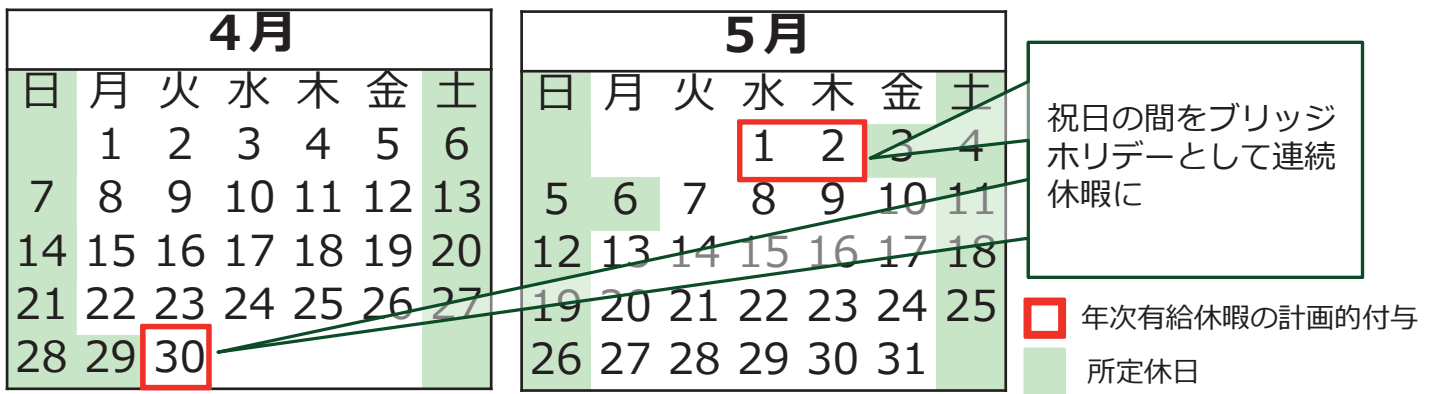 4月
日 月 火 水 木 金 土
1 2 3 4 5 6
7 8 9 10 11 12 13
14 15 16 17 18 19 20
21 22 23 24 25 26 27
28 29 30
5月
日 月 火 水 木 金 土
1 2 3 4
5 6 7 8 9 10 11
12 13 14 15 16 17 18
19 20 21 22 23 24 25
26 27 28 29 30 31
祝日の間をブリッジ
ホリデーとして連続
休暇に
年次有給休暇の計画的付与
所定休日